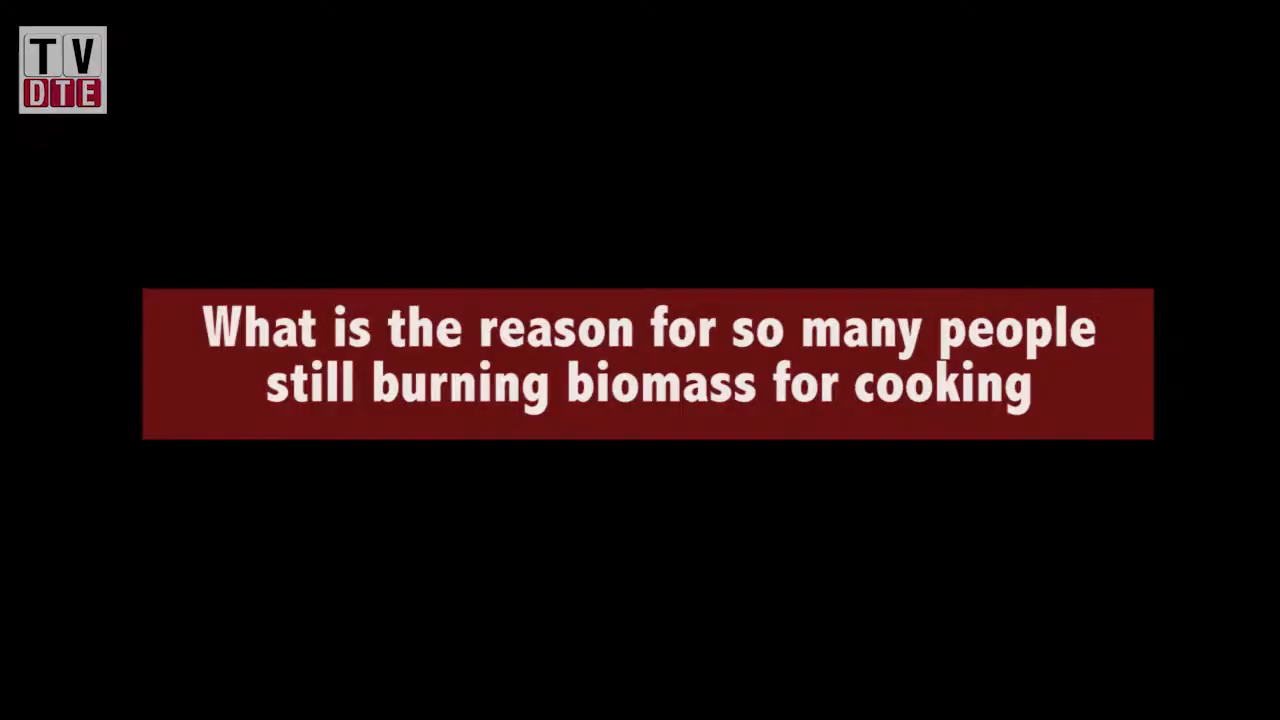 TV
DTE
What is the reason for so many people
still burning biomass for cooking